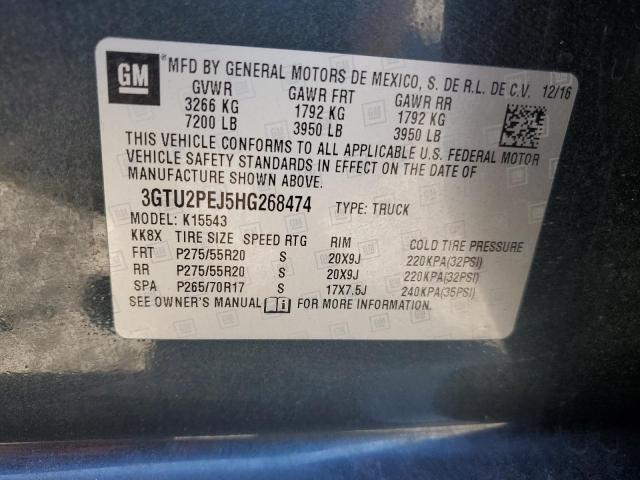 GM MFD BY GENERAL MOTORS DE MEXICO, S. DE R.L. DE C.V. 12/16
GVWR GAWR FRT GAWR RR
3266 KG 1792 KG 1792 KG
7200 LB 3950 LB 3950 LB
THIS VEHICLE CONFORMS TO ALL APPLICABLE U.S. FEDERAL MOTOR
VEHICLE SAFETY STANDARDS IN EFFECT ON THE DATE OF
MANUFACTURE SHOWN ABOVE.
3GTU2PEJ5HG268474 TYPE: TRUCK
MODEL: K15543
KK8X TIRE SIZE SPEED RTG RIM COLD TIRE PRESSURE
FRT P275/55R20 S 20X9J 220KPA(32PSI)
RR P275/55R20 S 20X9J 220KPA(32PSI)
SPA P265/70R17 S 17X7.5J 240KPA(35PSI)
SEE OWNER'S MANUAL FOR MORE INFORMATION.